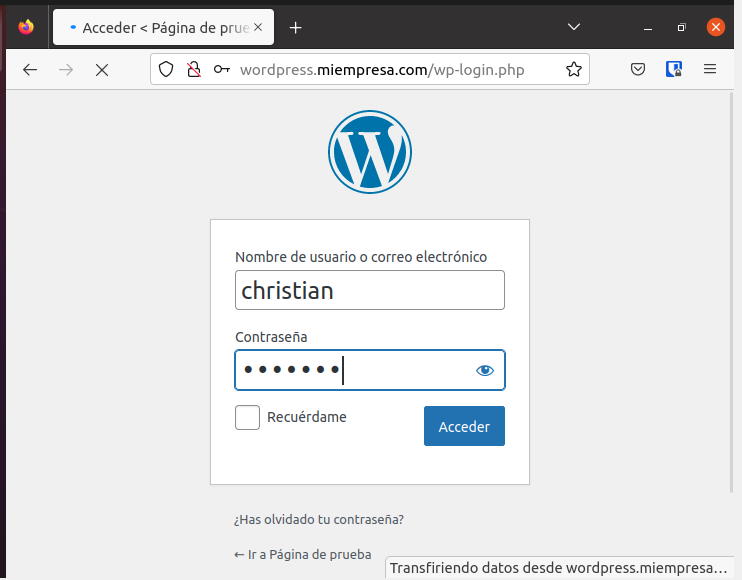 Acceder < Página de prue
wordpress.miempresa.com/wp-login.php
Nombre de usuario o correo electrónico
christian
Contraseña
•••••••
Recuérdame
Acceder
¿Has olvidado tu contraseña?
← Ir a Página de prueba
Transfiriendo datos desde wordpress.miempresa...